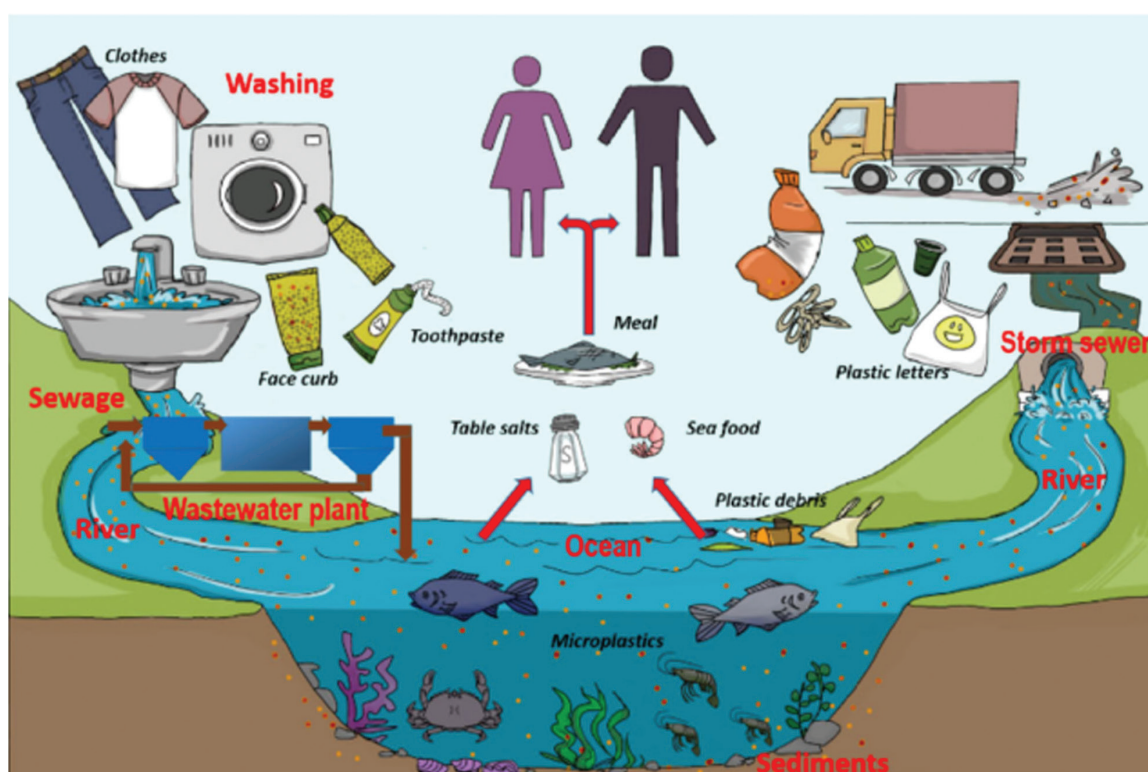 Clothes
Washing
Toothpaste
Face curb
Meal
Plastic letters
Storm sewer
Sewage
Table salts
S
Sea food
Wastewater plant
River
Plastic debris
River
Ocean
Microplastics
Sediments